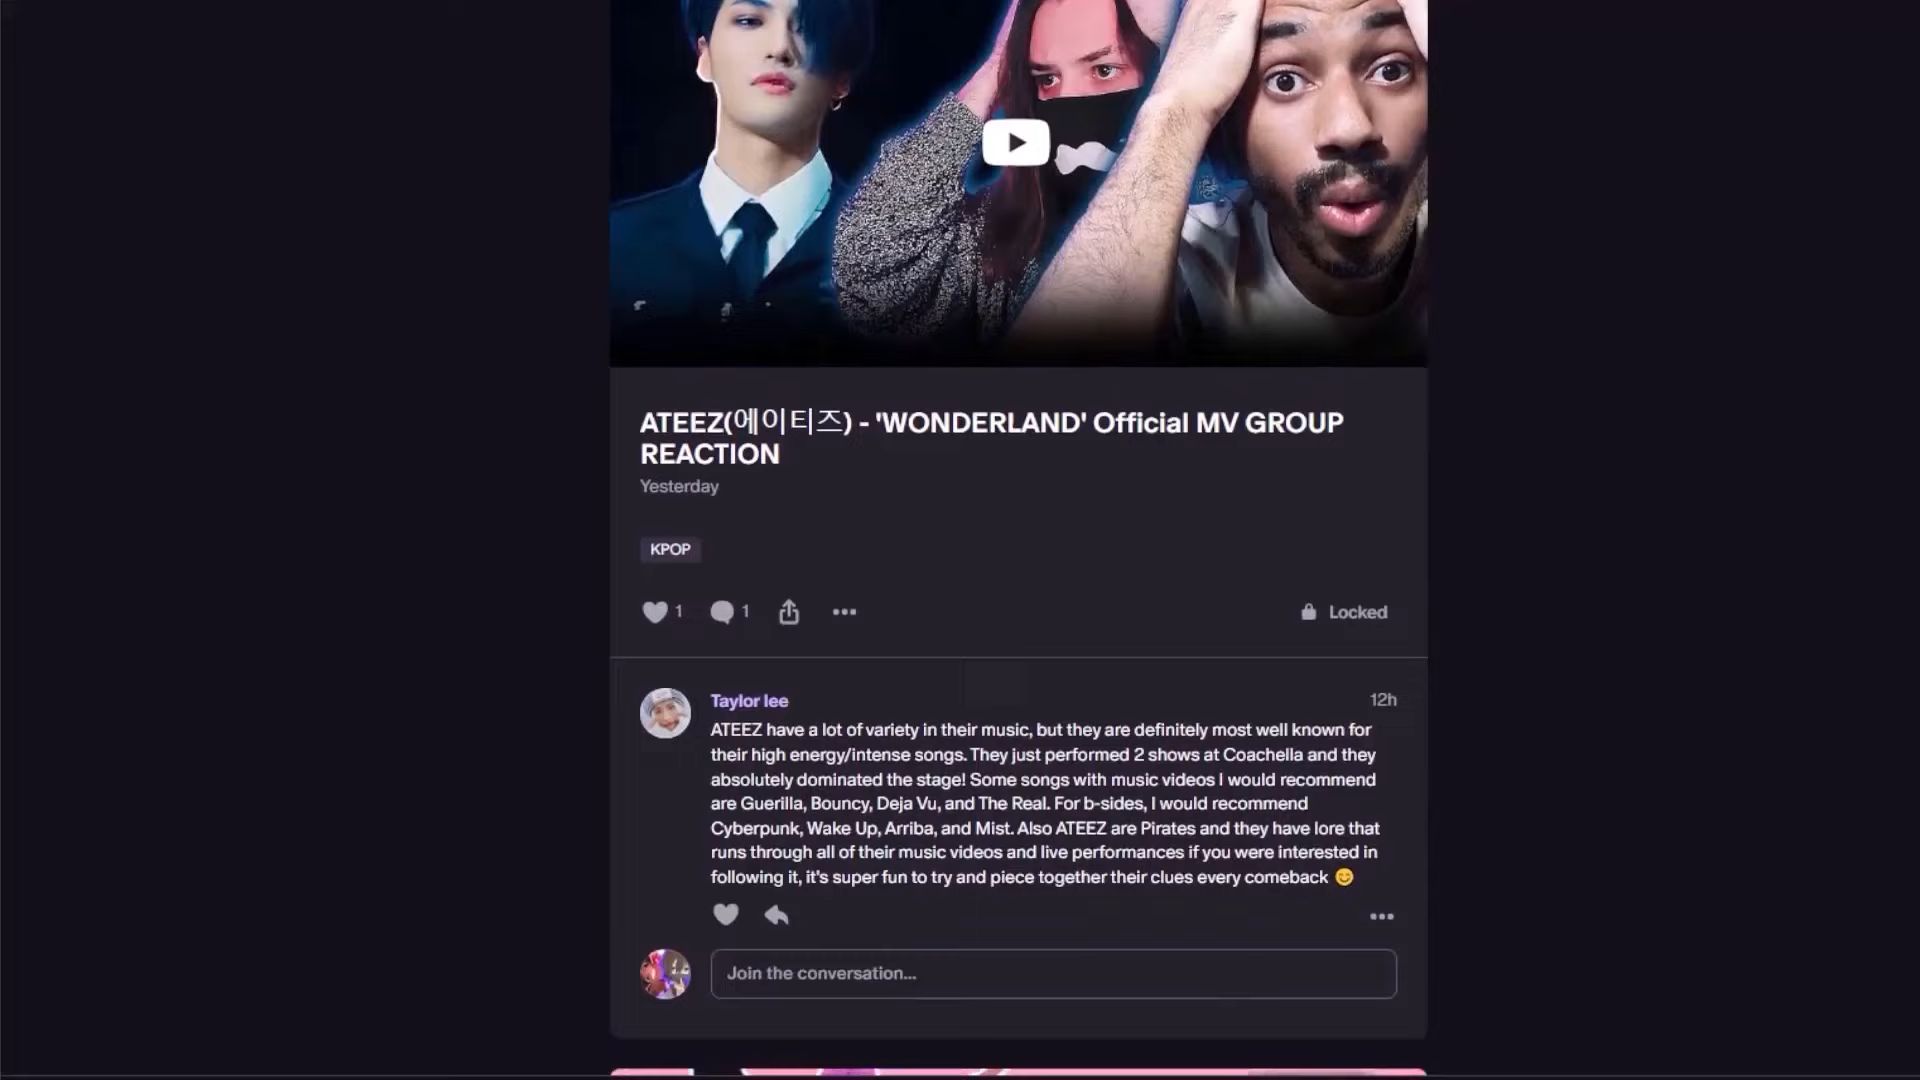 ATEEZ(에이티즈) - 'WONDERLAND' Official MV GROUP
REACTION
Yesterday
KPOP
1 1 Locked
Taylor lee 12h
ATEEZ have a lot of variety in their music, but they are definitely most well known for
their high energy/intense songs. They just performed 2 shows at Coachella and they
absolutely dominated the stage! Some songs with music videos I would recommend
are Guerilla, Bouncy, Deja Vu, and The Real. For b-sides, I would recommend
Cyberpunk, Wake Up, Arriba, and Mist. Also ATEEZ are Pirates and they have lore that
runs through all of their music videos and live performances if you were interested in
following it, it's super fun to try and piece together their clues every comeback 😊
Join the conversation...